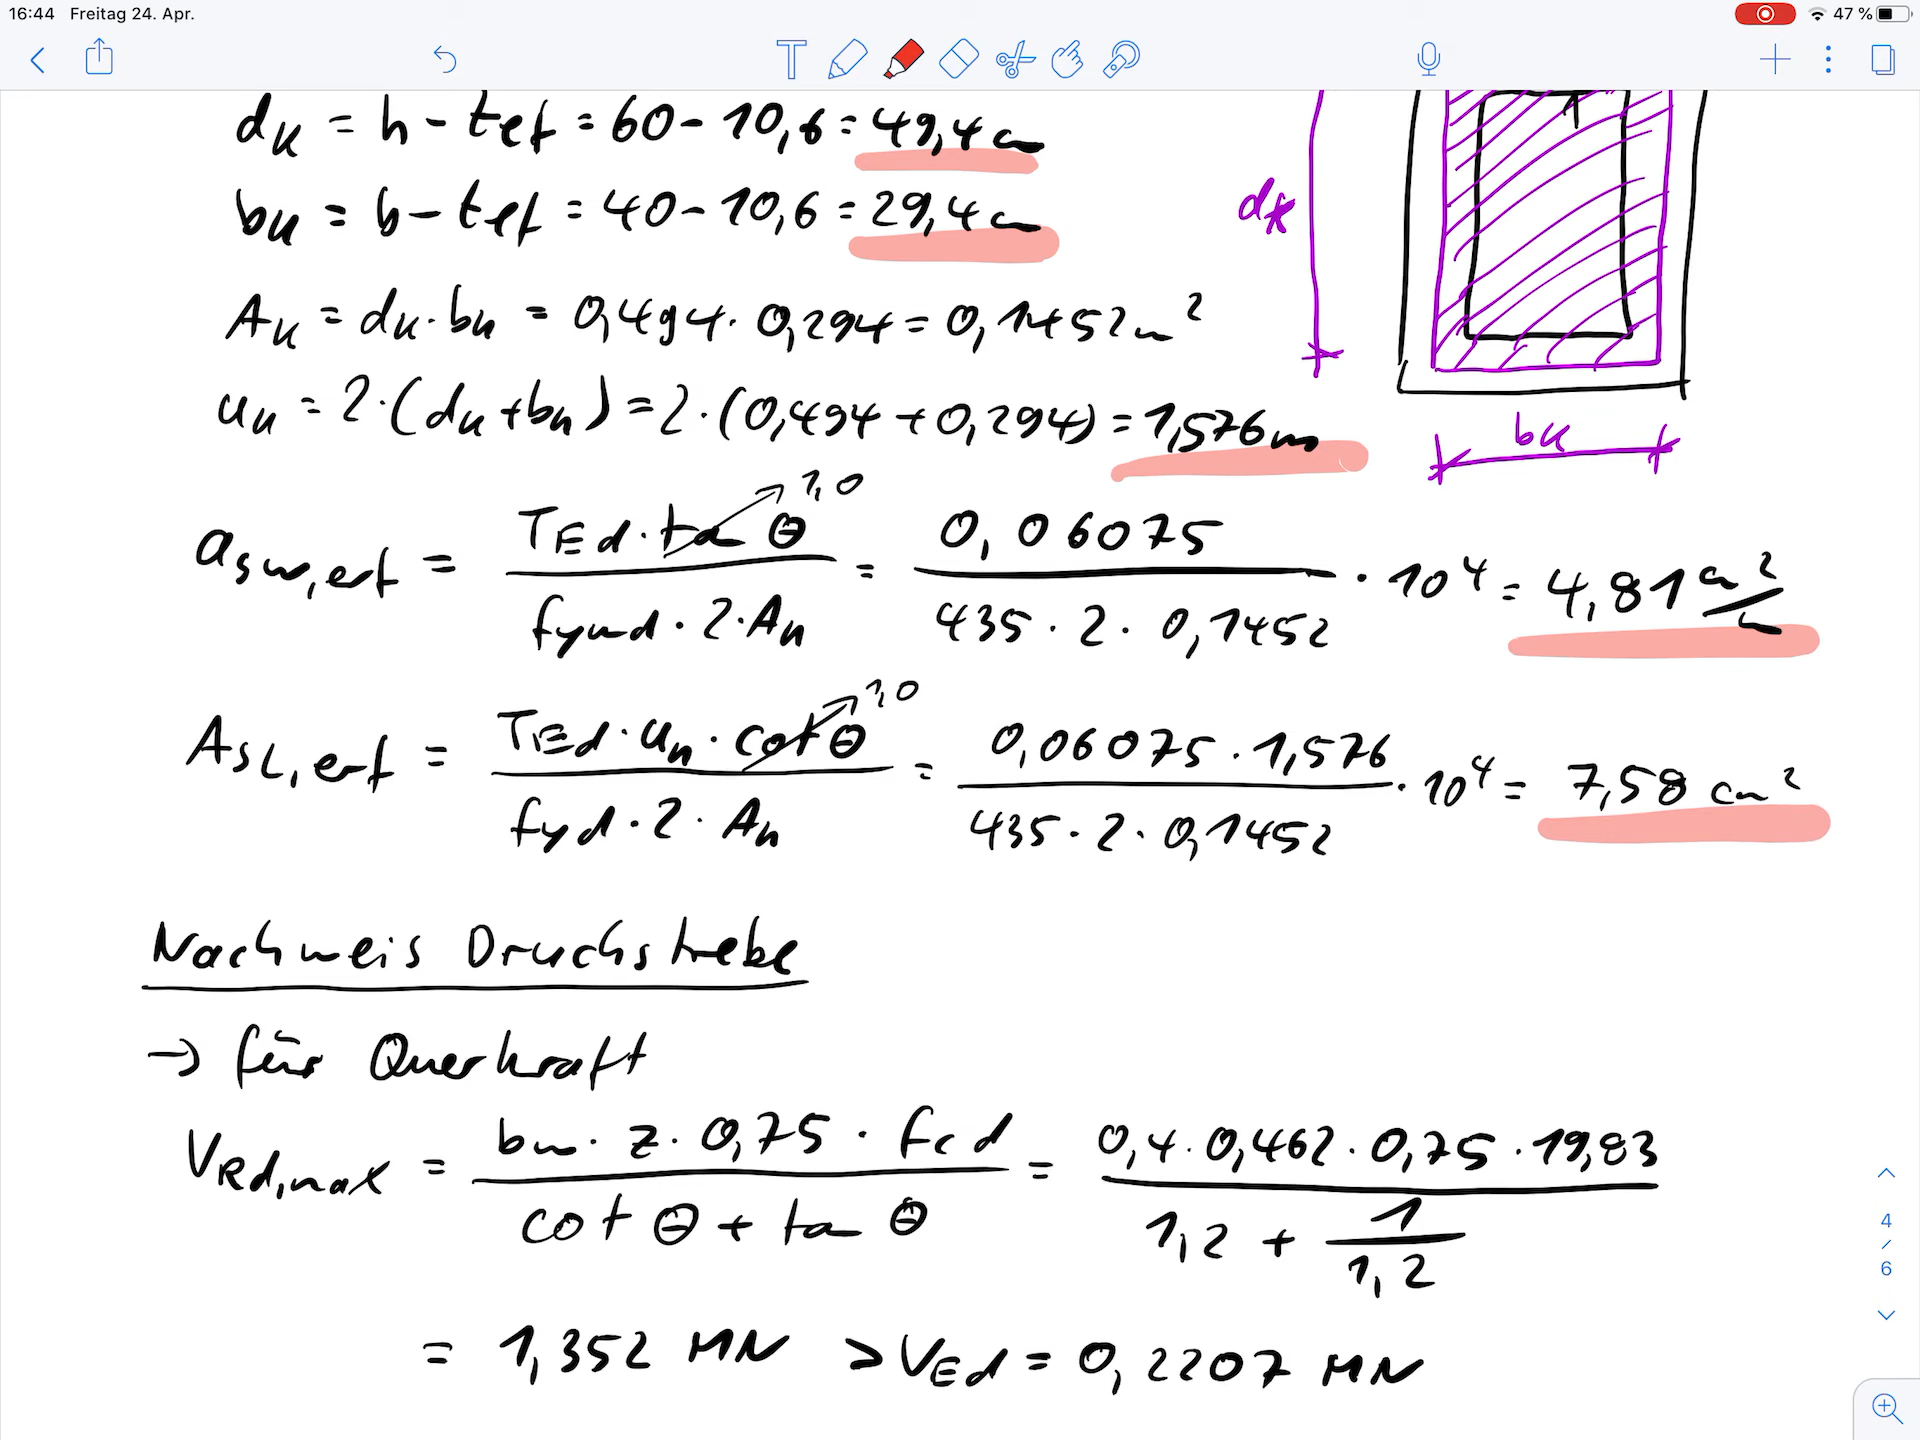 16:44 Freitag 24. Apr.
47 %
T
dk = h - tef = 60 - 10,6 = 49,4 cm
bk = b - tef = 40 - 10,6 = 29,4 cm
dk
Ak = dk · bk = 0,494 · 0,294 = 0,1452 m²
uk = 2 · (dk + bk) = 2 · (0,494 + 0,294) = 1,576 m
bk
asw,erf = TEd · tan θ → 1,0 / fywd · 2 · Ak = 0,06075 / 435 · 2 · 0,1452 · 10⁴ = 4,81 cm²/m
AsL,erf = TEd · uk · cot θ → 1,0 / fyd · 2 · Ak = 0,06075 · 1,576 / 435 · 2 · 0,1452 · 10⁴ = 7,58 cm²
Nachweis Druckstrebe
→ für Querkraft
VRd,max = bw · z · 0,75 · fcd / cot θ + tan θ = 0,4 · 0,462 · 0,75 · 19,83 / 1,2 + 1/1,2
= 1,352 MN > VEd = 0,2207 MN
4
/
6